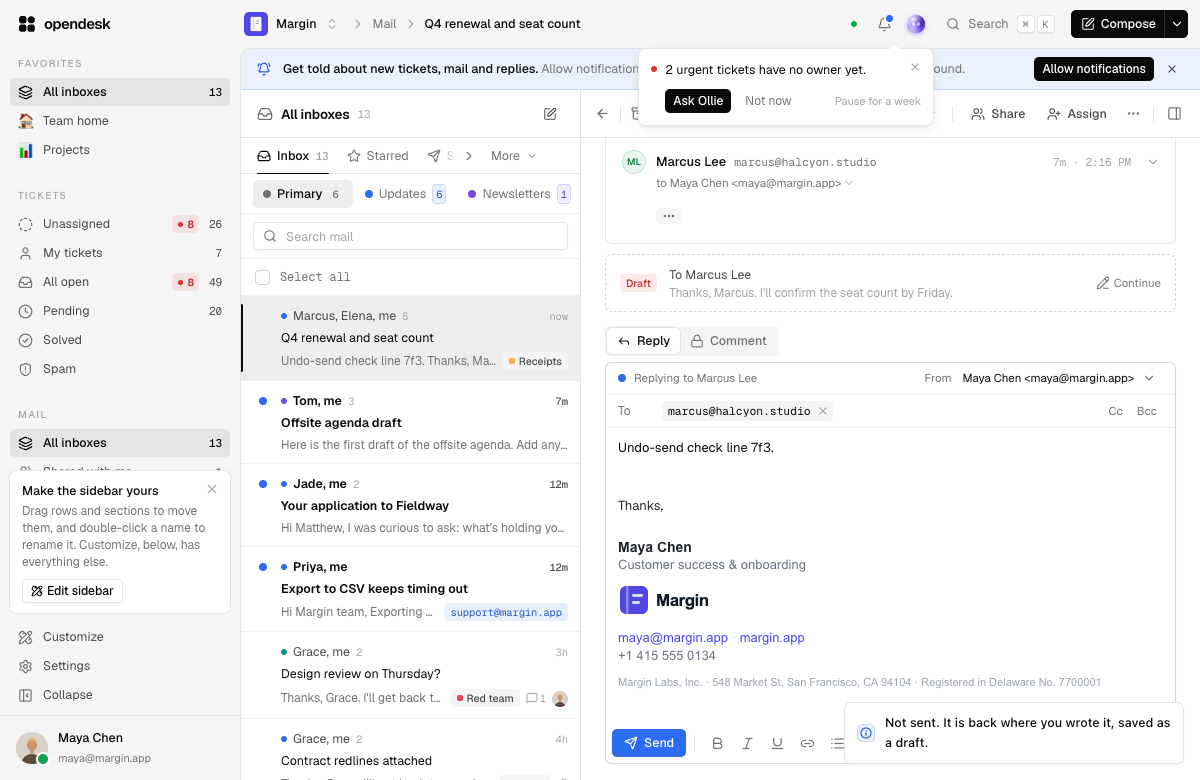 opendesk
FAVORITES
All inboxes 13
Team home
Projects
TICKETS
Unassigned 8 26
My tickets 7
All open 8 49
Pending 20
Solved
Spam
MAIL
All inboxes 13
Make the sidebar yours
Drag rows and sections to move
them, and double-click a name to
rename it. Customize, below, has
everything else.
Edit sidebar
Customize
Settings
Collapse
Maya Chen
maya@margin.app
Margin
Mail
Q4 renewal and seat count
Search ⌘ K
Compose
Get told about new tickets, mail and replies. Allow notification
Allow notifications
2 urgent tickets have no owner yet.
Ask Ollie
Not now
Pause for a week
All inboxes 13
Inbox 13
Starred
S
More
Primary 6
Updates 6
Newsletters 1
Search mail
Select all
Marcus, Elena, me 5 now
Q4 renewal and seat count
Undo-send check line 7f3. Thanks, Ma... Receipts
Tom, me 3 7m
Offsite agenda draft
Here is the first draft of the offsite agenda. Add any...
Jade, me 2 12m
Your application to Fieldway
Hi Matthew, I was curious to ask: what's holding yo...
Priya, me 12m
Export to CSV keeps timing out
Hi Margin team, Exporting ... support@margin.app
Grace, me 2 3h
Design review on Thursday?
Thanks, Grace. I'll get back t... Red team 1
Grace, me 2 4h
Contract redlines attached
Share
Assign
ML
Marcus Lee marcus@halcyon.studio 7m · 2:16 PM
to Maya Chen <maya@margin.app>
Draft
To Marcus Lee
Thanks, Marcus. I'll confirm the seat count by Friday.
Continue
Reply
Comment
Replying to Marcus Lee From Maya Chen <maya@margin.app>
To marcus@halcyon.studio Cc Bcc
Undo-send check line 7f3.
Thanks,
Maya Chen
Customer success & onboarding
Margin
maya@margin.app · margin.app
+1 415 555 0134
Margin Labs, Inc. · 548 Market St, San Francisco, CA 94104 · Registered in Delaware No. 7700001
Send
B I U
Not sent. It is back where you wrote it, saved as
a draft.